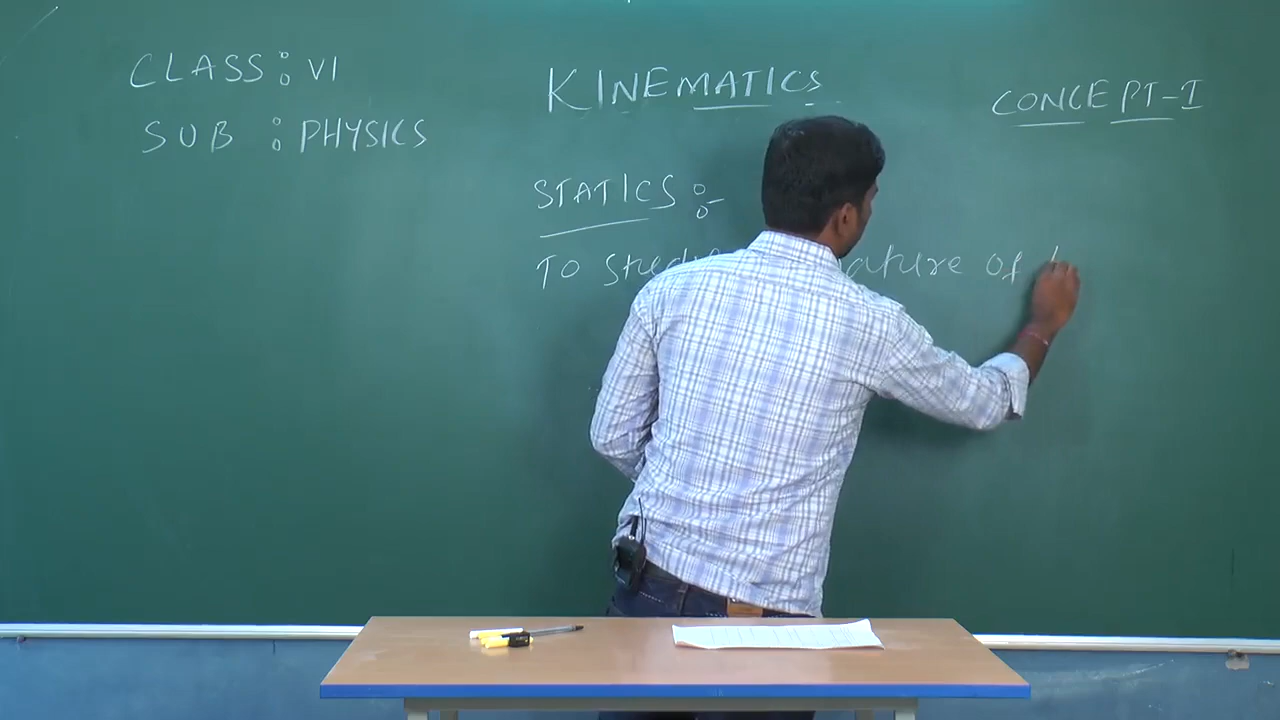 CLASS : VI
SUB : PHYSICS
KINEMATICS
CONCEPT-I
STATICS :-
To ature of